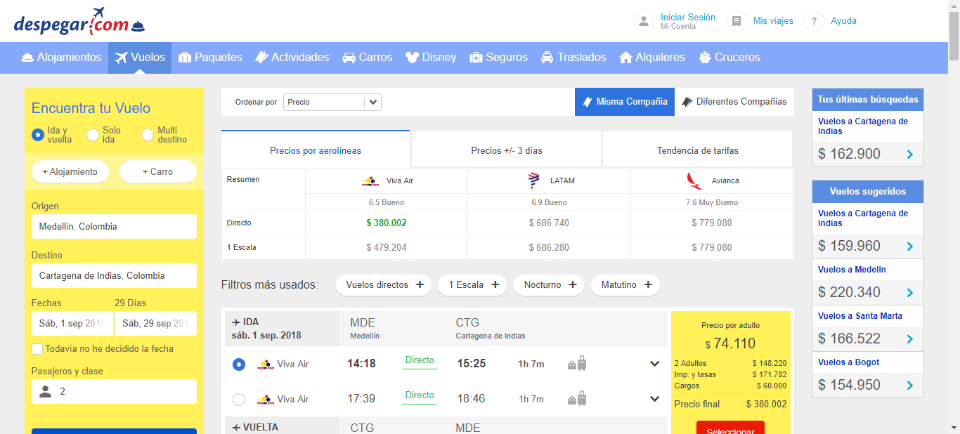 despegar.com
Iniciar Sesión
Mi Cuenta
Mis viajes
? Ayuda
Alojamientos Vuelos Paquetes Actividades Carros Disney Seguros Traslados Alquileres Cruceros
Encuentra tu Vuelo
Ida y vuelta
Solo ida
Multi destino
+ Alojamiento + Carro
Origen
Medellín, Colombia
Destino
Cartagena de Indias, Colombia
Fechas 29 Días
Sáb, 1 sep 2018 Sáb, 29 sep 201
Todavía no he decidido la fecha
Pasajeros y clase
2
Ordenar por Precio
Misma Compañia Diferentes Compañias
Precios por aerolíneas Precios +/- 3 días Tendencia de tarifas
Resumen Viva Air LATAM Avianca
6.5 Bueno 6.9 Bueno 7.6 Muy Bueno
Directo $ 380.002 $ 686.740 $ 779.080
1 Escala $ 479.204 $ 686.280 $ 779.080
Filtros más usados: Vuelos directos + 1 Escala + Nocturno + Matutino +
IDA MDE CTG
sáb. 1 sep. 2018 Medellín Cartagena de Indias
Viva Air 14:18 Directo 15:25 1h 7m
Viva Air 17:39 Directo 18:46 1h 7m
VUELTA CTG MDE
Precio por adulto
$ 74.110
2 Adultos $ 148.220
Imp. y tasas $ 171.782
Cargos $ 60.000
Precio final $ 380.002
Seleccionar
Tus últimas búsquedas
Vuelos a Cartagena de
Indias
$ 162.900
Vuelos sugeridos
Vuelos a Cartagena de
Indias
$ 159.960
Vuelos a Medelin
$ 220.340
Vuelos a Santa Marta
$ 166.522
Vuelos a Bogot
$ 154.950